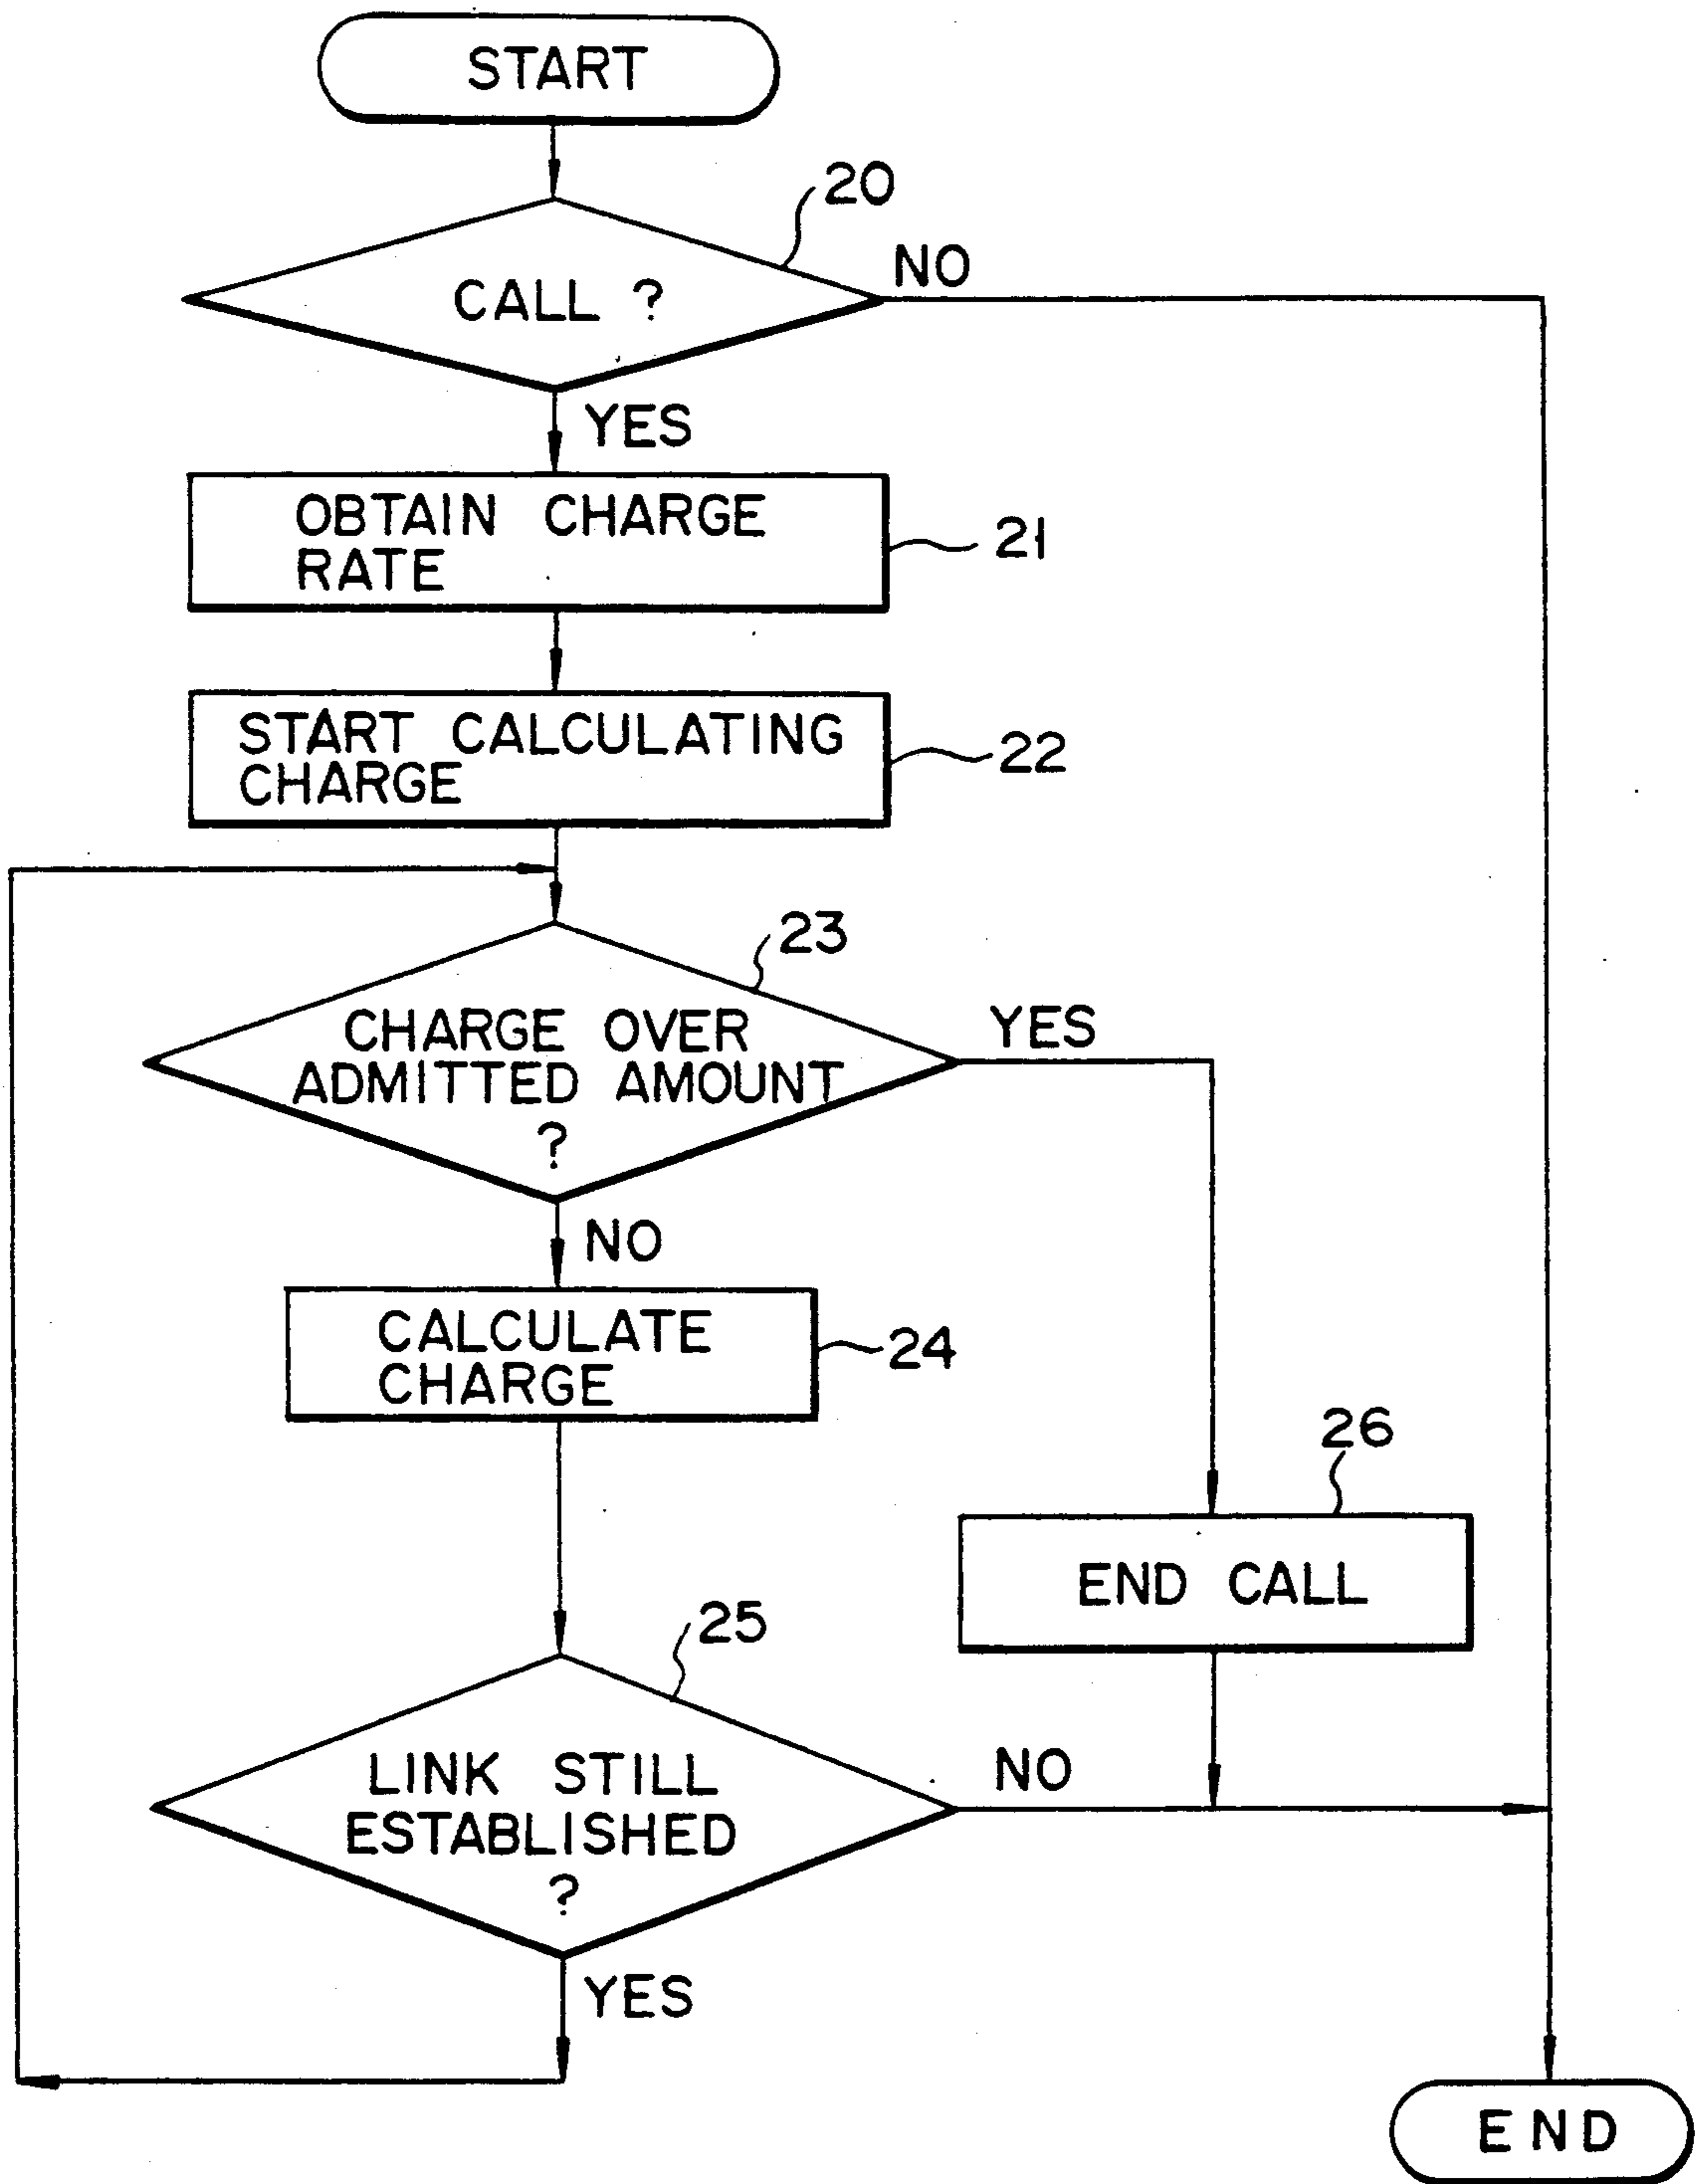 START
20
CALL ?
NO
YES
OBTAIN CHARGE
RATE
21
START CALCULATING
CHARGE
22
23
CHARGE OVER
ADMITTED AMOUNT
?
YES
NO
CALCULATE
CHARGE
24
26
END CALL
25
LINK STILL
ESTABLISHED
?
NO
YES
END